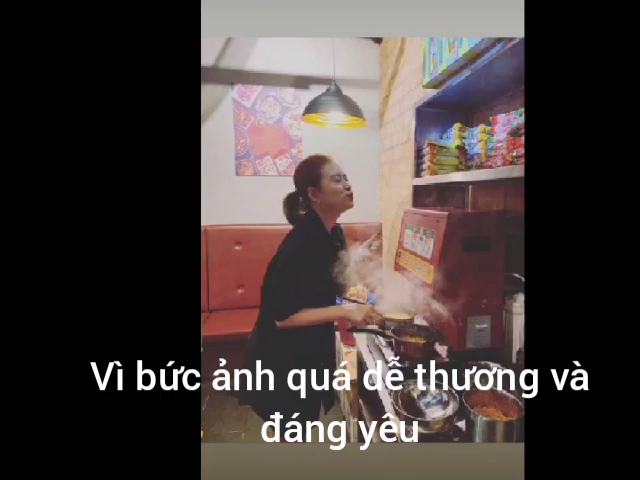 Vì bức ảnh quá dễ thương và
đáng yêu